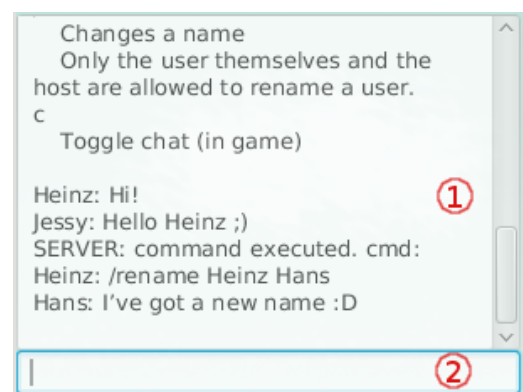 Changes a name
Only the user themselves and the
host are allowed to rename a user.
c
Toggle chat (in game)
Heinz: Hi!
①
Jessy: Hello Heinz ;)
SERVER: command executed. cmd:
Heinz: /rename Heinz Hans
Hans: I've got a new name :D
②